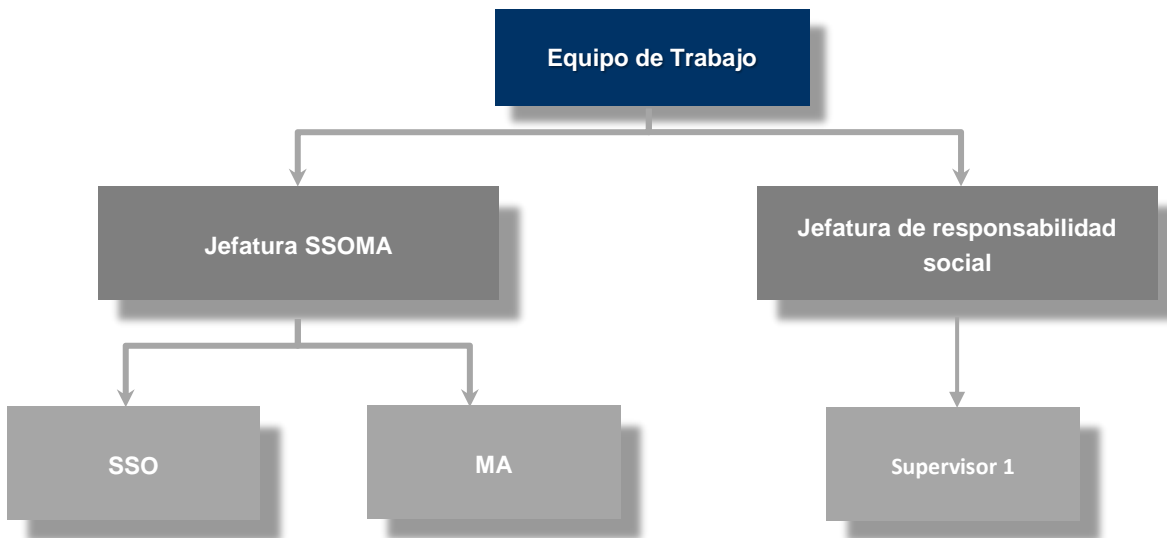 Equipo de Trabajo
Jefatura SSOMA
Jefatura de responsabilidad
social
SSO
MA
Supervisor 1